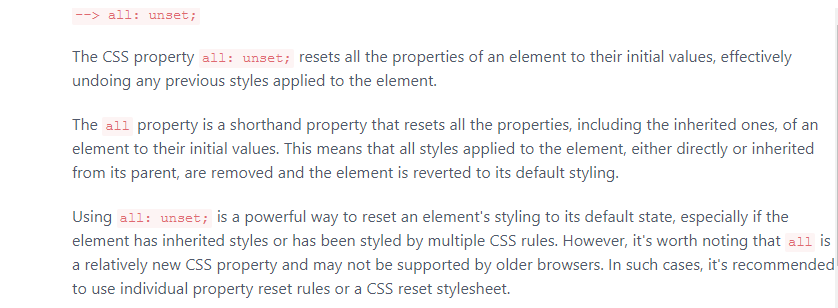 --> all: unset;
The CSS property all: unset; resets all the properties of an element to their initial values, effectively
undoing any previous styles applied to the element.
The all property is a shorthand property that resets all the properties, including the inherited ones, of an
element to their initial values. This means that all styles applied to the element, either directly or inherited
from its parent, are removed and the element is reverted to its default styling.
Using all: unset; is a powerful way to reset an element's styling to its default state, especially if the
element has inherited styles or has been styled by multiple CSS rules. However, it's worth noting that all is
a relatively new CSS property and may not be supported by older browsers. In such cases, it's recommended
to use individual property reset rules or a CSS reset stylesheet.